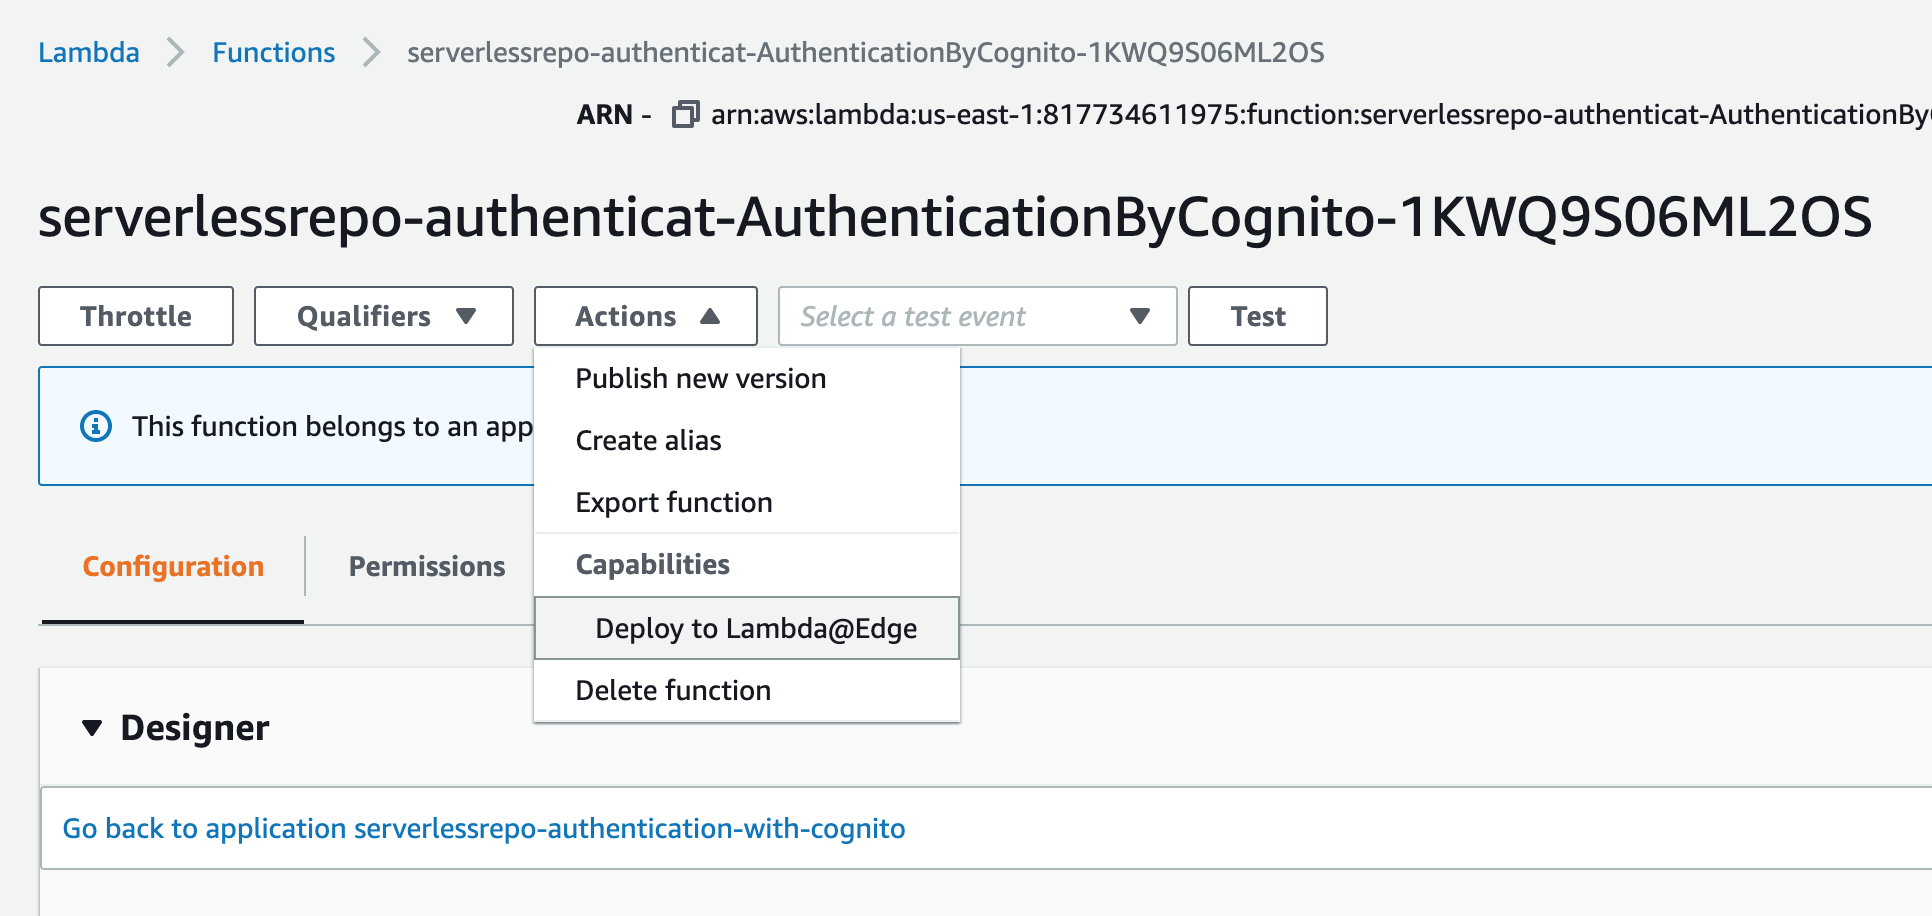 Lambda > Functions > serverlessrepo-authenticat-AuthenticationByCognito-1KWQ9S06ML2OS
ARN - arn:aws:lambda:us-east-1:817734611975:function:serverlessrepo-authenticat-AuthenticationBy
serverlessrepo-authenticat-AuthenticationByCognito-1KWQ9S06ML2OS
Throttle Qualifiers Actions Select a test event Test
Publish new version
This function belongs to an app
Create alias
Export function
Configuration Permissions
Capabilities
Deploy to Lambda@Edge
Delete function
Designer
Go back to application serverlessrepo-authentication-with-cognito